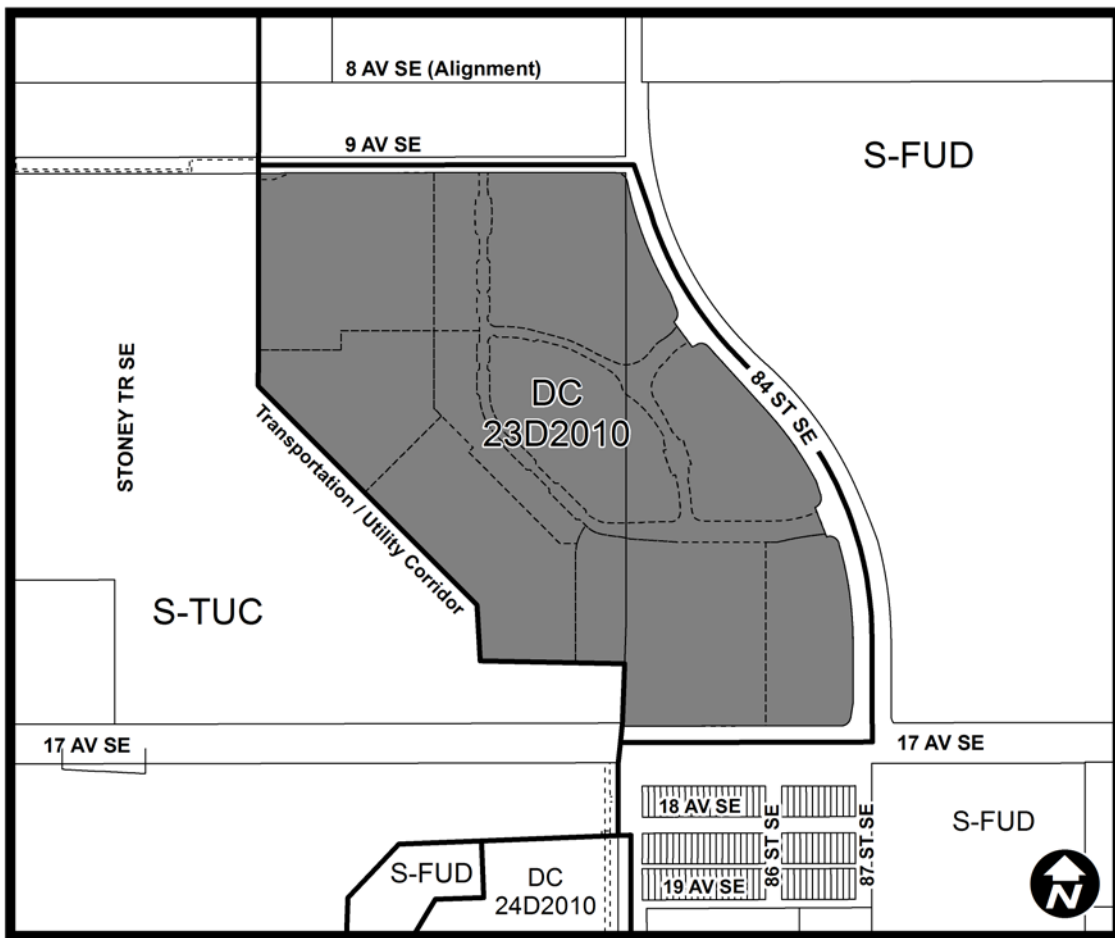 8 AV SE (Alignment)
9 AV SE
S-FUD
STONEY TR SE
DC
23D2010
84 ST SE
Transportation / Utility Corridor
S-TUC
17 AV SE
17 AV SE
18 AV SE
86 ST SE
87 ST SE
S-FUD
S-FUD
DC
24D2010
19 AV SE
N